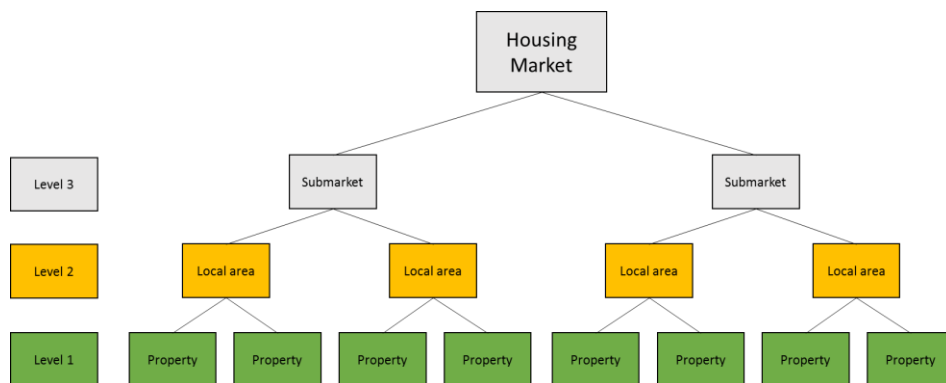 Housing
Market
Level 3
Submarket
Submarket
Level 2
Local area
Local area
Local area
Local area
Level 1
Property
Property
Property
Property
Property
Property
Property
Property